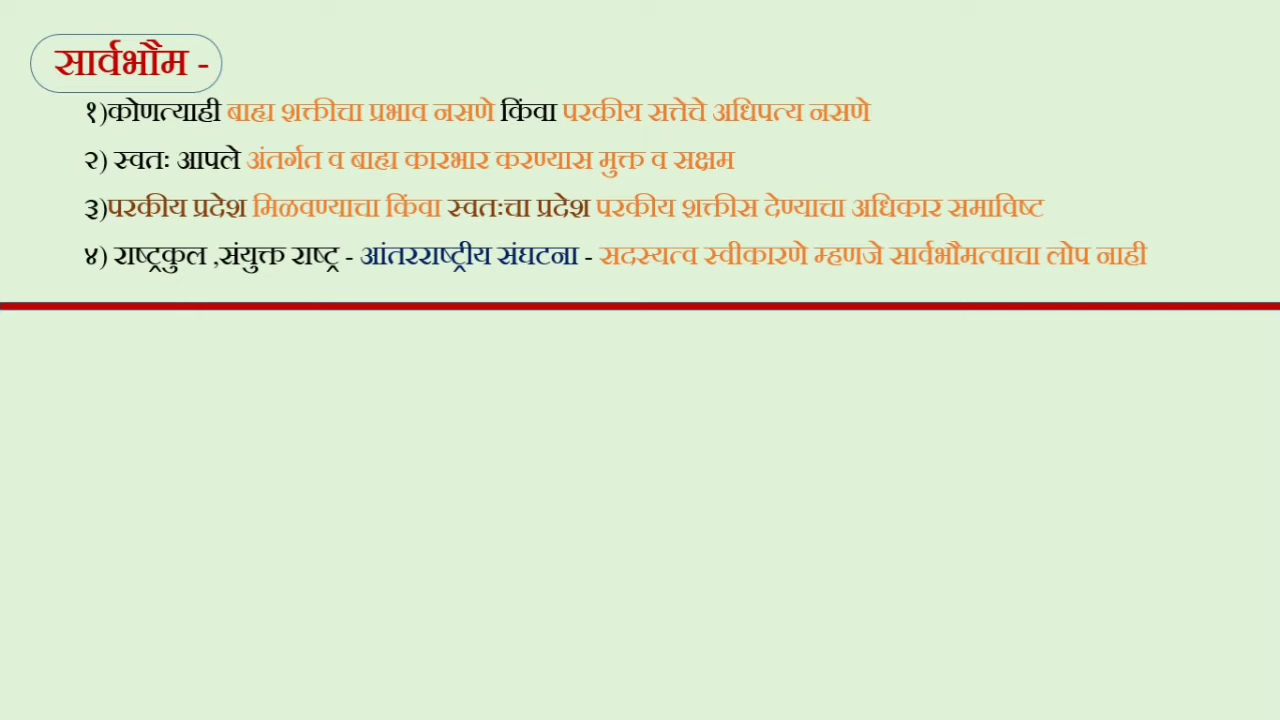 सार्वभौम -
१)कोणत्याही बाह्य शक्तीचा प्रभाव नसणे किंवा परकीय सत्तेचे अधिपत्य नसणे
२) स्वतः आपले अंतर्गत व बाह्य कारभार करण्यास मुक्त व सक्षम
३)परकीय प्रदेश मिळवण्याचा किंवा स्वतःचा प्रदेश परकीय शक्तीस देण्याचा अधिकार समाविष्ट
४) राष्ट्रकुल ,संयुक्त राष्ट्र - आंतरराष्ट्रीय संघटना - सदस्यत्व स्वीकारणे म्हणजे सार्वभौमत्वाचा लोप नाही